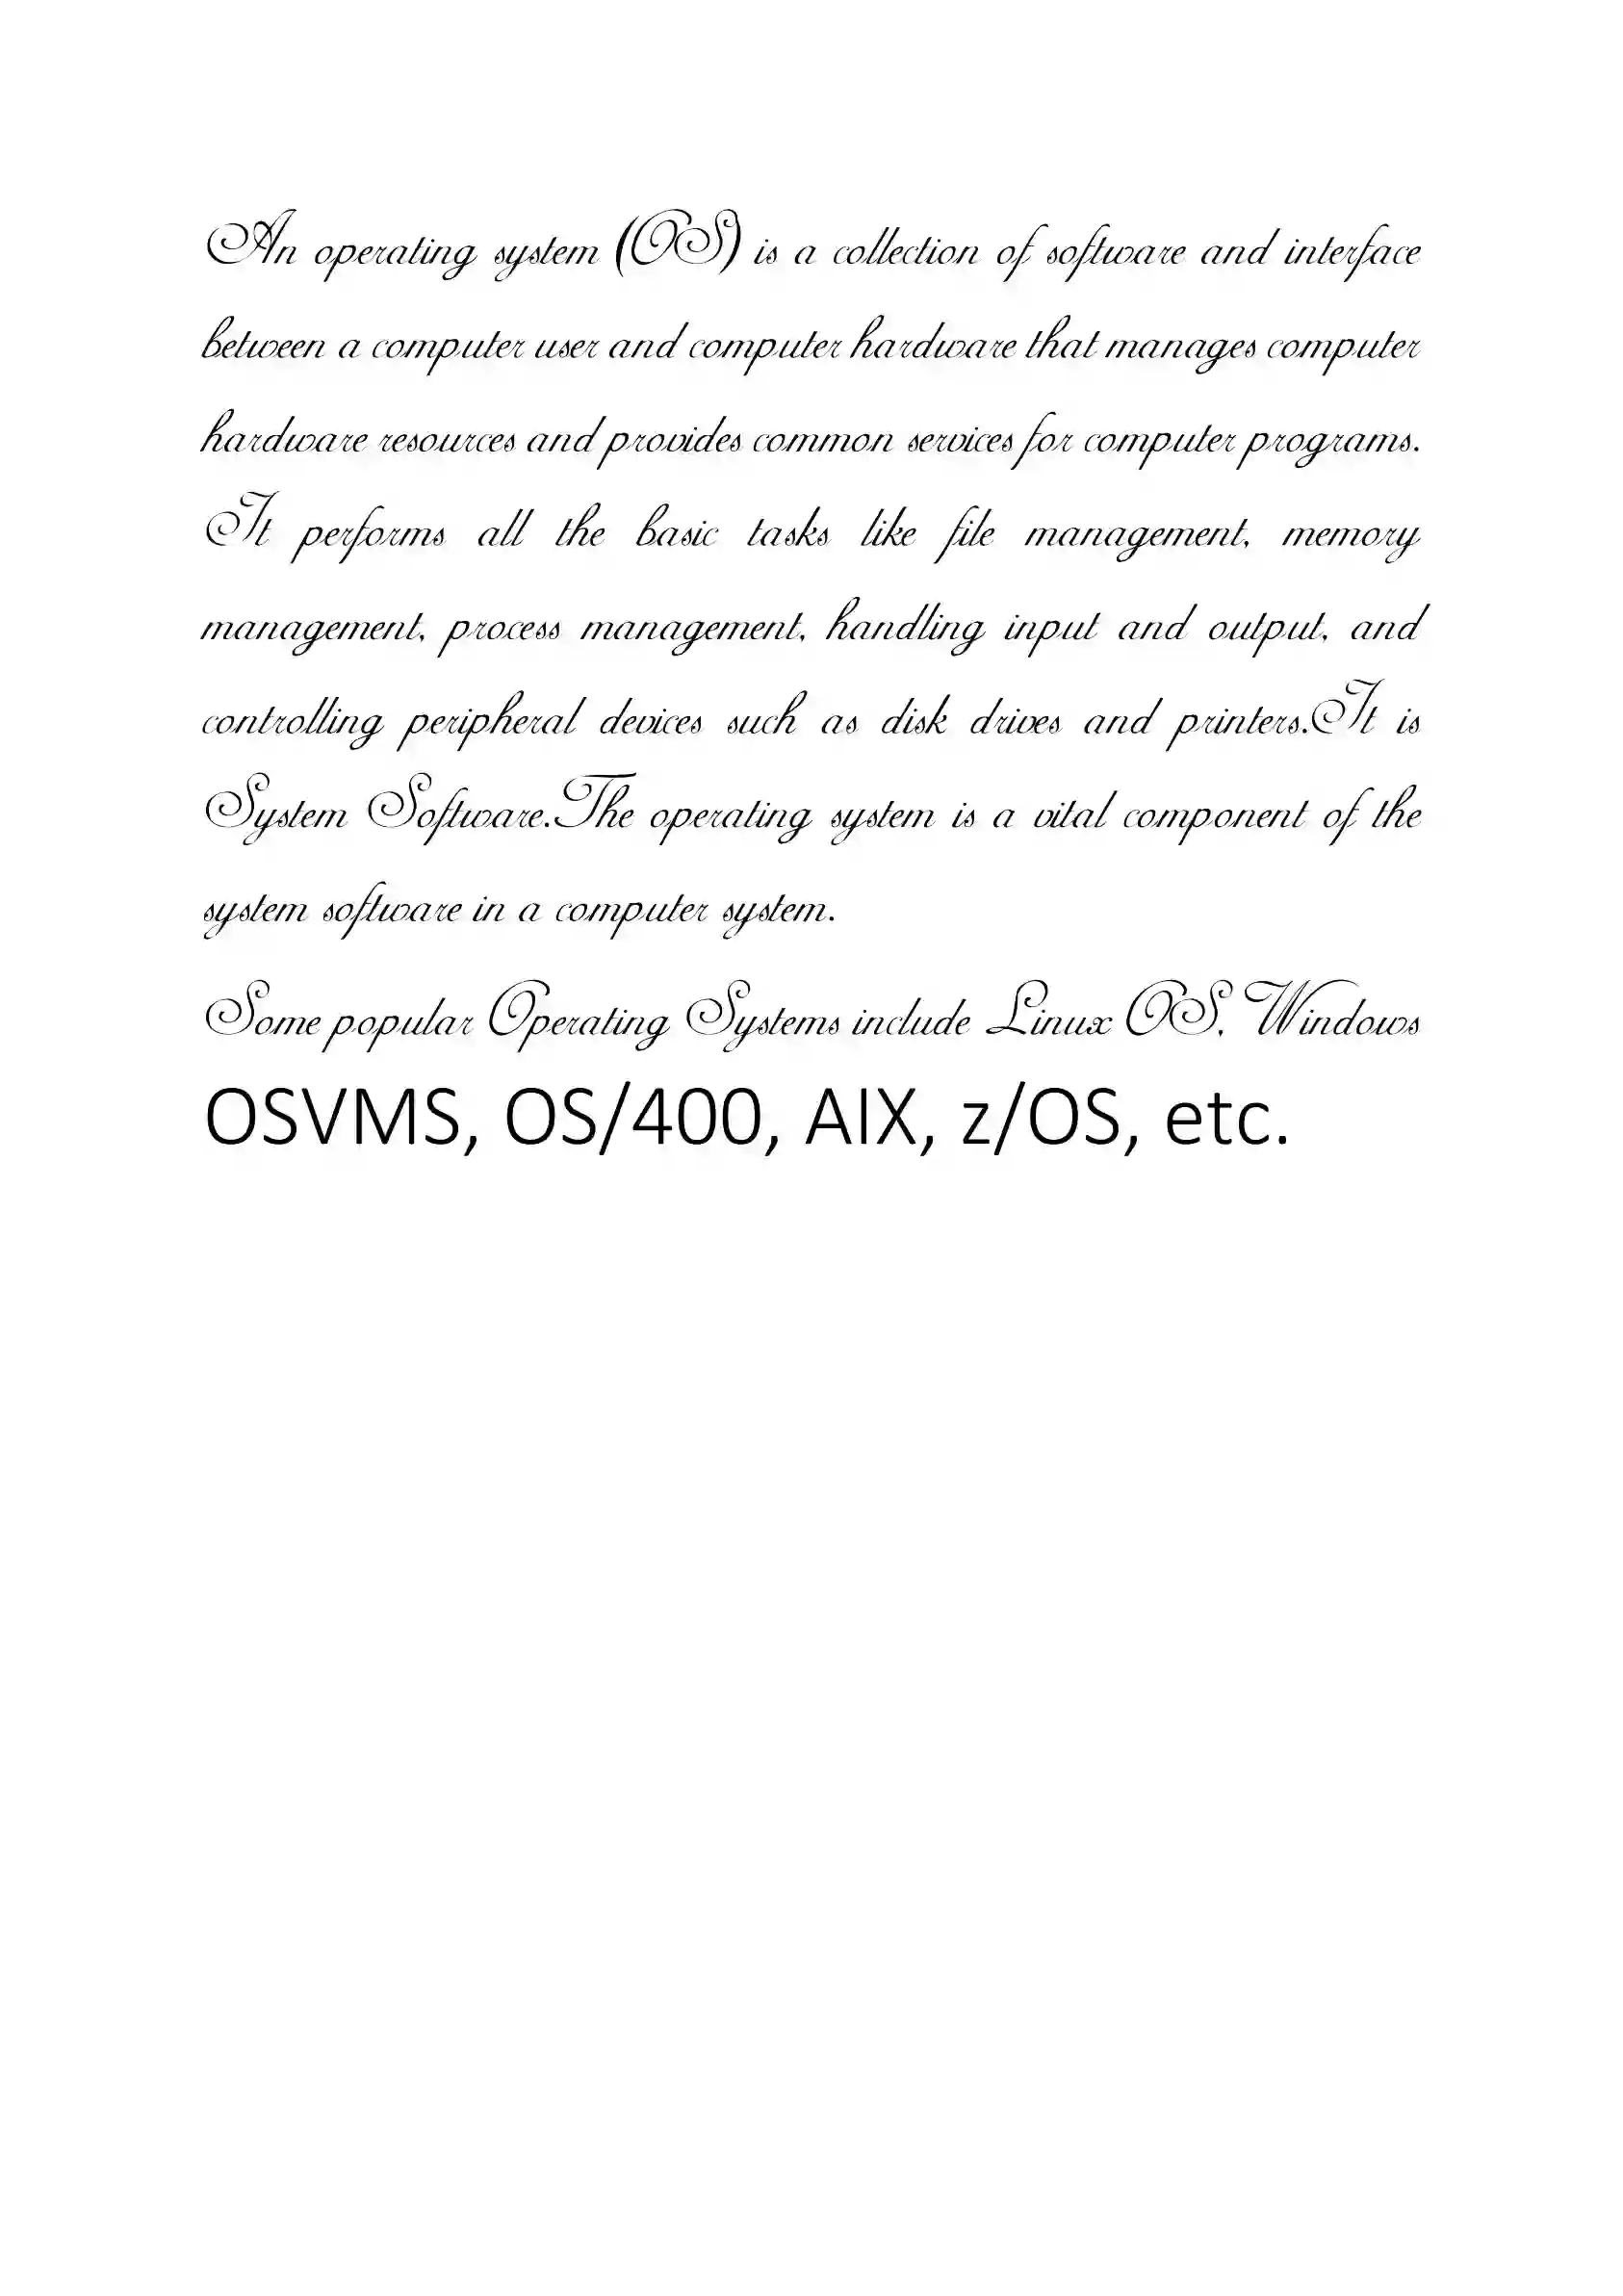 An operating system (OS) is a collection of software and interface
between a computer user and computer hardware that manages computer
hardware resources and provides common services for computer programs.
It performs all the basic tasks like file management, memory
management, process management, handling input and output, and
controlling peripheral devices such as disk drives and printers.It is
System Software.The operating system is a vital component of the
system software in a computer system.
Some popular Operating Systems include Linux OS, Windows
OSVMS, OS/400, AIX, z/OS, etc.